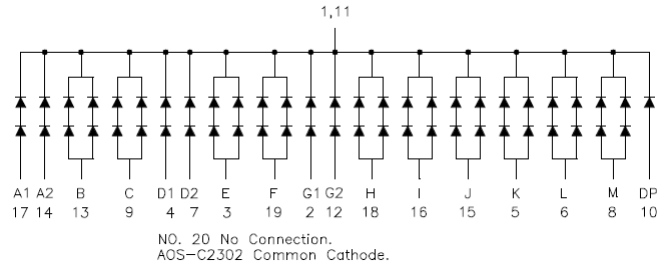 1,11
A1 A2 B C D1 D2 E F G1 G2 H I J K L M DP
17 14 13 9 4 7 3 19 2 12 18 16 15 5 6 8 10
NO. 20 No Connection.
AOS-C2302 Common Cathode.